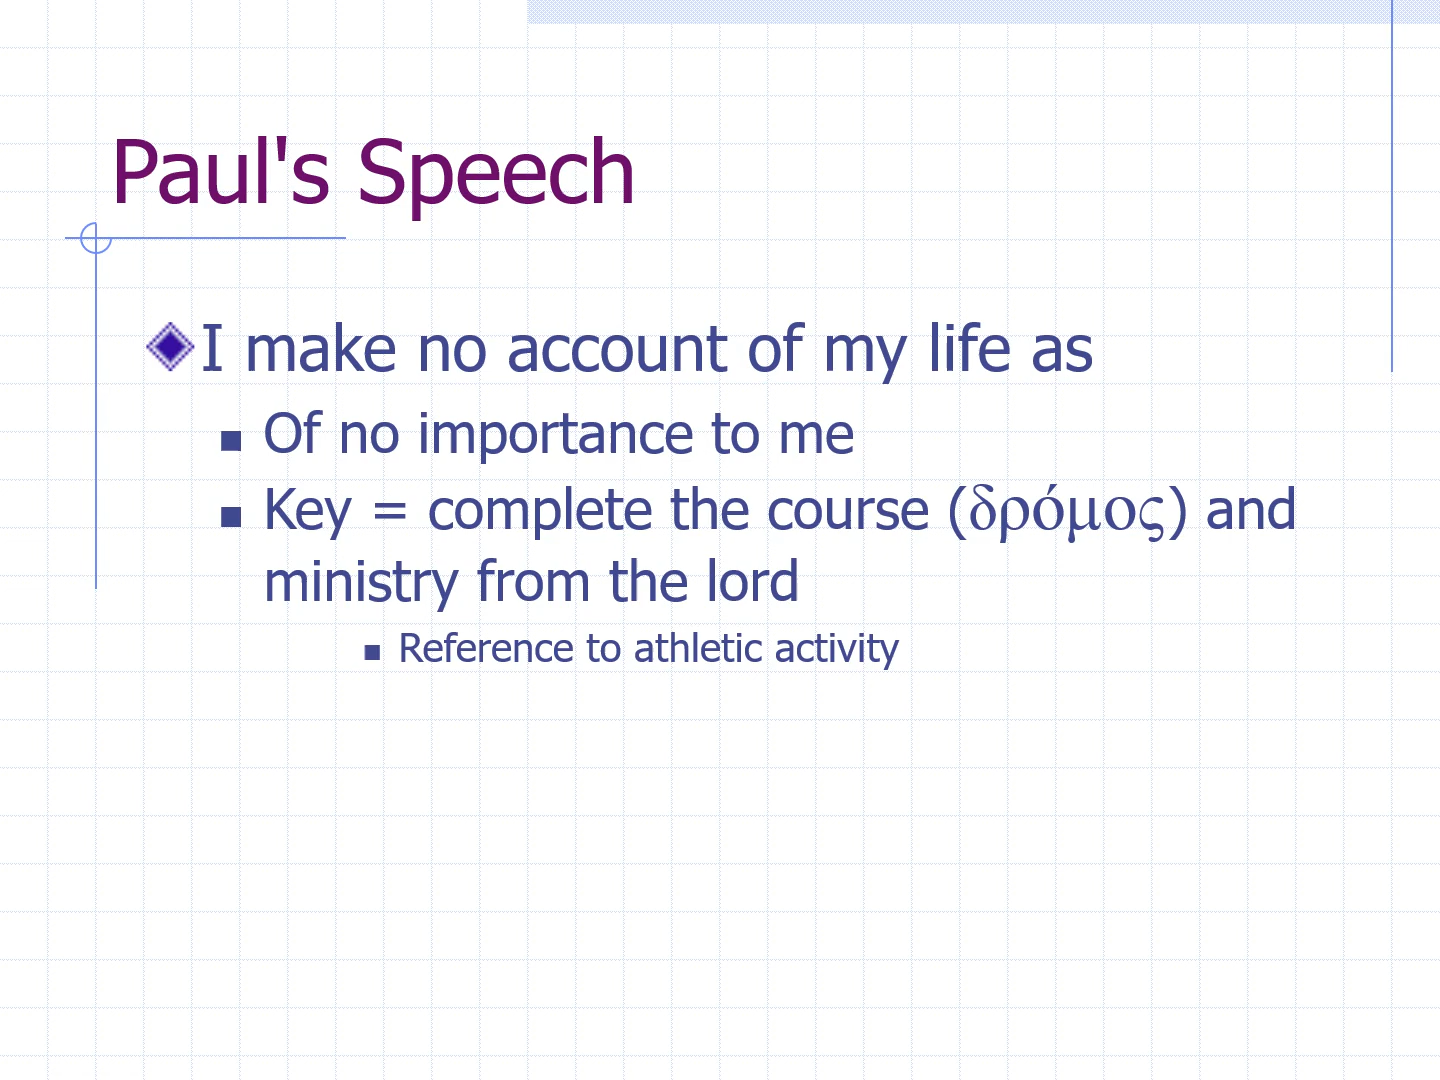 Paul's Speech
I make no account of my life as
Of no importance to me
Key = complete the course (δρόμος) and
ministry from the lord
Reference to athletic activity